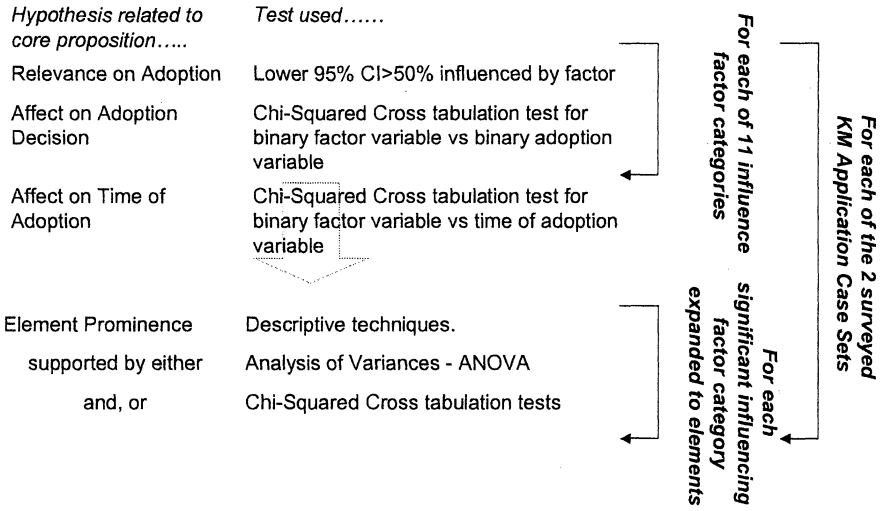 Hypothesis related to core proposition..... Test used......
Relevance on Adoption Lower 95% CI>50% influenced by factor
Affect on Adoption Decision Chi-Squared Cross tabulation test for
binary factor variable vs binary adoption
variable
Affect on Time of Adoption Chi-Squared Cross tabulation test for
binary factor variable vs time of adoption
variable
Element Prominence Descriptive techniques.
supported by either Analysis of Variances - ANOVA
and, or Chi-Squared Cross tabulation tests
For each of 11 influence
factor categories
For each
significant influencing
factor category
expanded to elements
For each of the 2 surveyed
KM Application Case Sets